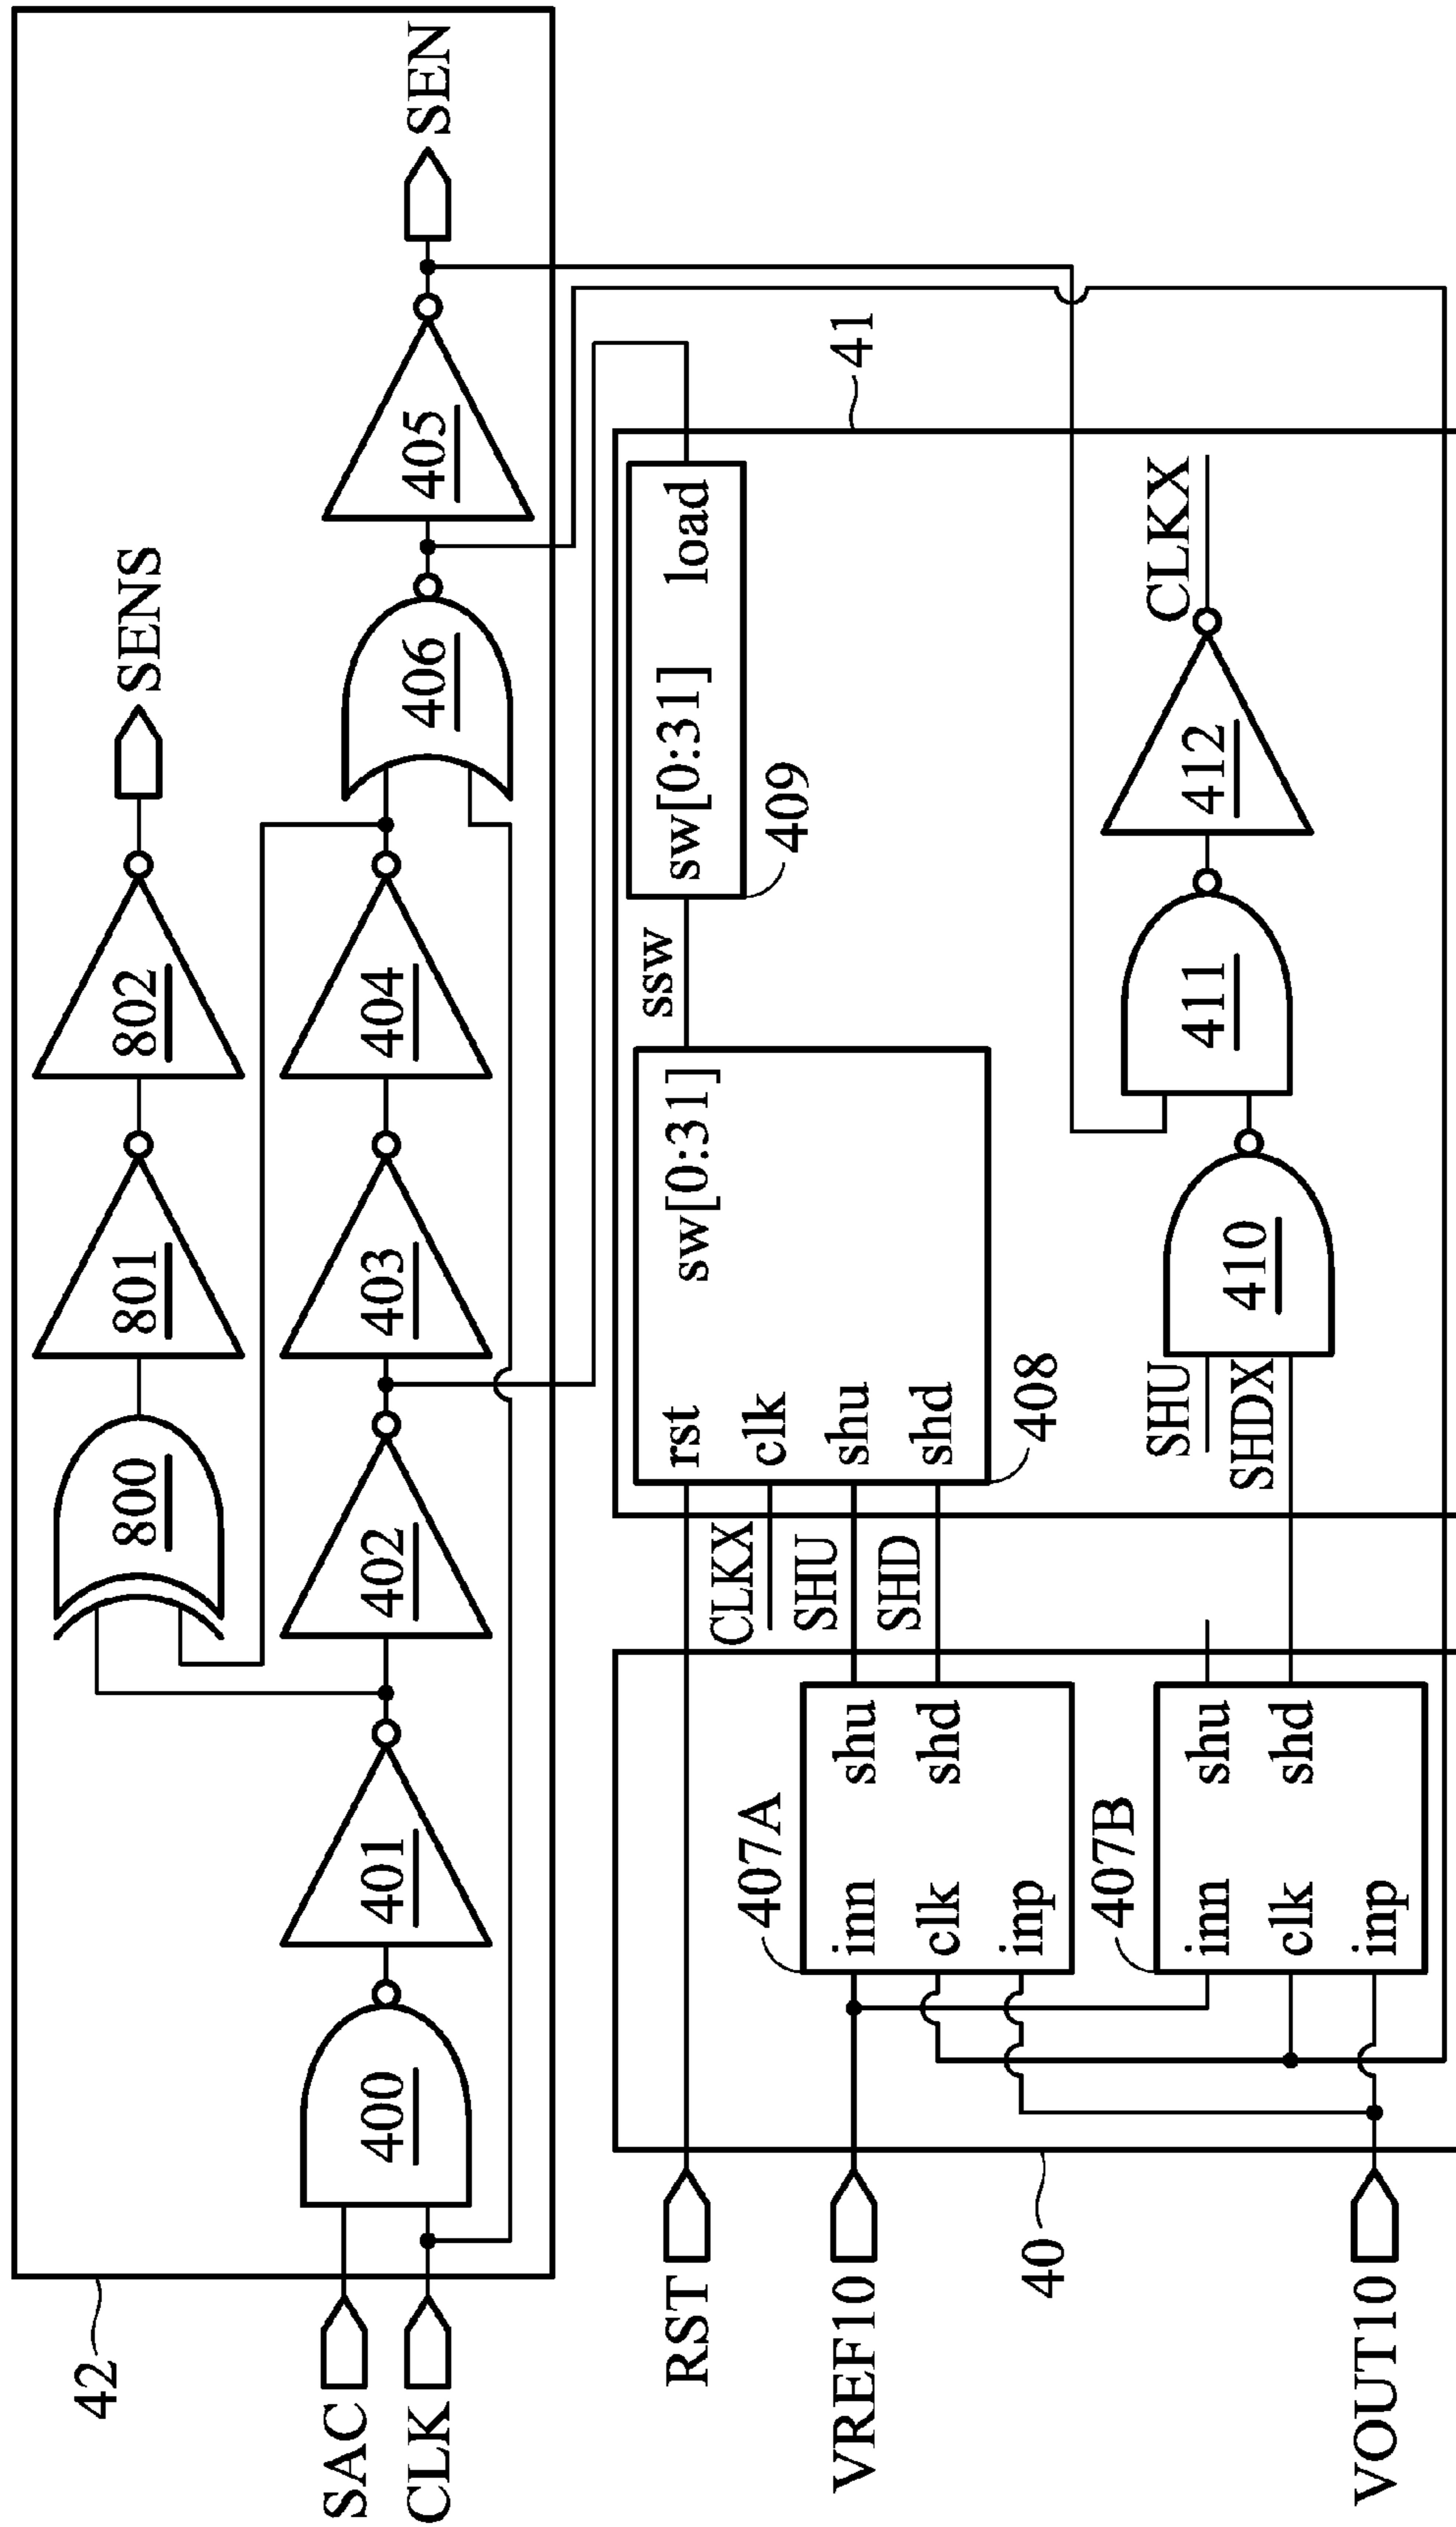 42
SAC
CLK
400
401
402
403
404
406
405
SEN
800
801
802
SENS
RST
VREF10
VOUT10
40
407A
inn shu
clk shd
inp
407B
inn shu
clk shd
inp
CLKX
SHU
SHD
rst sw[0:31]
clk
shu
shd
408
ssw
sw[0:31] load
409
41
SHU
SHDX
410
411
412
CLKX